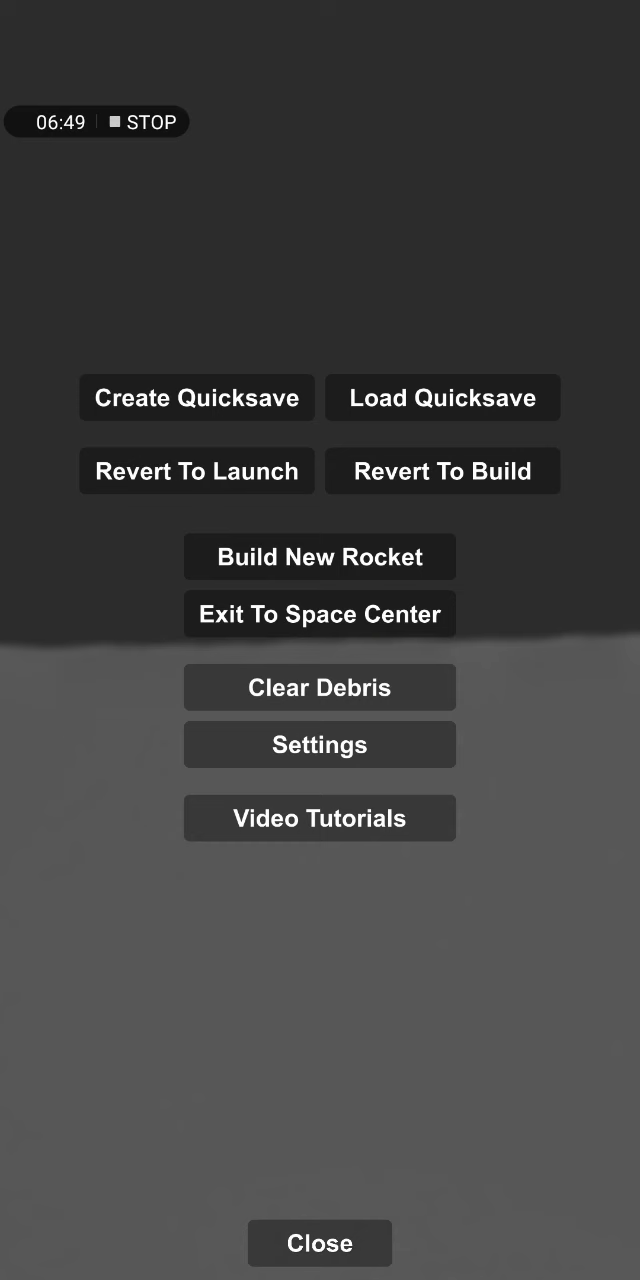 06:49 STOP
Create Quicksave Load Quicksave
Revert To Launch Revert To Build
Build New Rocket
Exit To Space Center
Clear Debris
Settings
Video Tutorials
Close